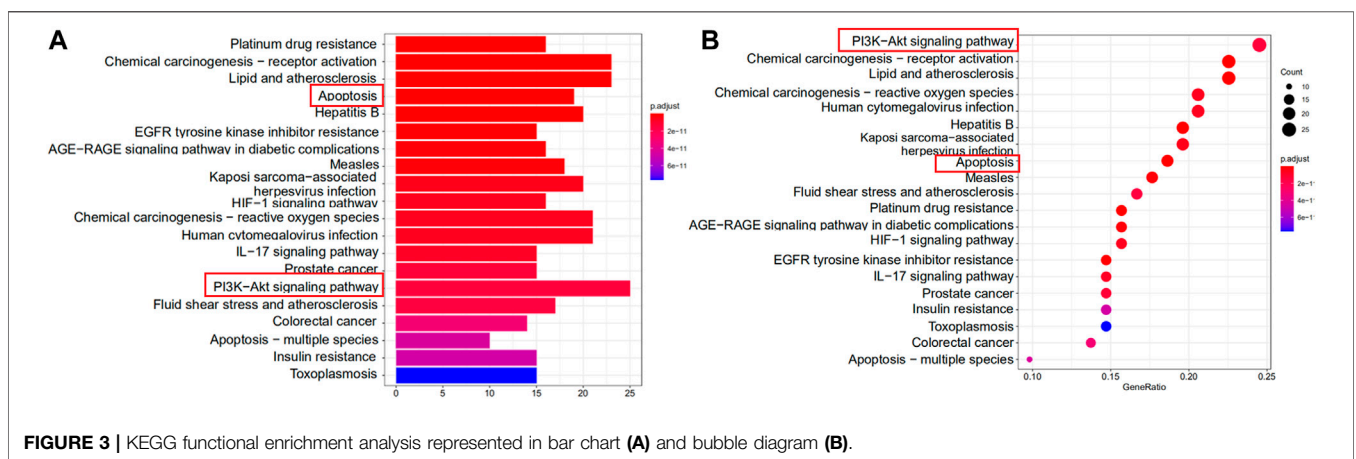 A
Platinum drug resistance
Chemical carcinogenesis − receptor activation
Lipid and atherosclerosis
Apoptosis
Hepatitis B
EGFR tyrosine kinase inhibitor resistance
AGE−RAGE signaling pathway in diabetic complications
Measles
Kaposi sarcoma−associated
herpesvirus infection
HIF−1 signaling pathway
Chemical carcinogenesis − reactive oxygen species
Human cytomegalovirus infection
IL−17 signaling pathway
Prostate cancer
PI3K−Akt signaling pathway
Fluid shear stress and atherosclerosis
Colorectal cancer
Apoptosis − multiple species
Insulin resistance
Toxoplasmosis
0 5 10 15 20 25
p.adjust
2e−11
4e−11
6e−11
B
PI3K−Akt signaling pathway
Chemical carcinogenesis − receptor activation
Lipid and atherosclerosis
Chemical carcinogenesis − reactive oxygen species
Human cytomegalovirus infection
Hepatitis B
Kaposi sarcoma−associated
herpesvirus infection
Apoptosis
Measles
Fluid shear stress and atherosclerosis
Platinum drug resistance
AGE−RAGE signaling pathway in diabetic complications
HIF−1 signaling pathway
EGFR tyrosine kinase inhibitor resistance
IL−17 signaling pathway
Prostate cancer
Insulin resistance
Toxoplasmosis
Colorectal cancer
Apoptosis − multiple species
0.10 0.15 0.20 0.25
GeneRatio
Count
10
15
20
25
p.adjust
2e−1
4e−1
6e−1
FIGURE 3 | KEGG functional enrichment analysis represented in bar chart (A) and bubble diagram (B).